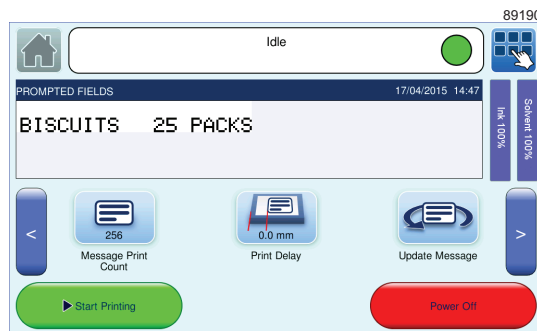 89190
Idle
PROMPTED FIELDS 17/04/2015 14:47
BISCUITS 25 PACKS
Ink 100%
Solvent 100%
<
256
Message Print
Count
0.0 mm
Print Delay
Update Message
>
Start Printing
Power Off